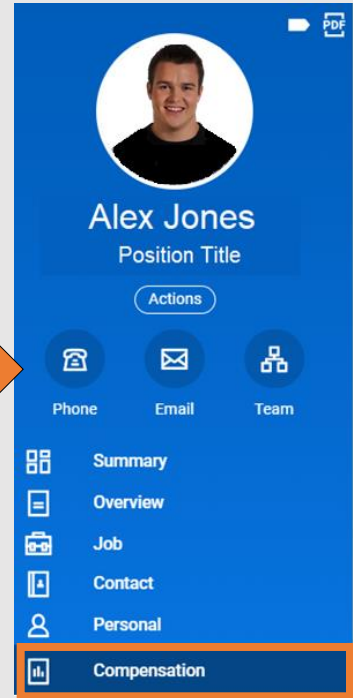 PDF
Alex Jones
Position Title
Actions
Phone Email Team
Summary
Overview
Job
Contact
Personal
Compensation